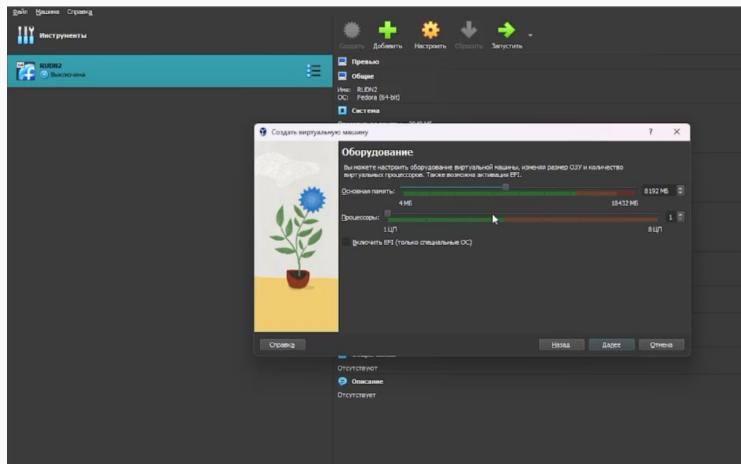 Файл Машина Справка
Инструменты
Создать Добавить Настроить Сбросить Запустить
RUDN2
Выключена
Превью
Общие
Имя: RUDN2
ОС: Fedora (64-bit)
Система
Создать виртуальную машину ? ×
Оборудование
Вы можете настроить оборудование виртуальной машины, изменяя размер ОЗУ и количество
виртуальных процессоров. Также возможна активация EFI.
Основная память: 8192 МБ
4 МБ 18432 МБ
Процессоры: 1
1 ЦП 8 ЦП
Включить EFI (только специальные ОС)
Справка Назад Далее Отмена
Отсутствуют
Описание
Отсутствует